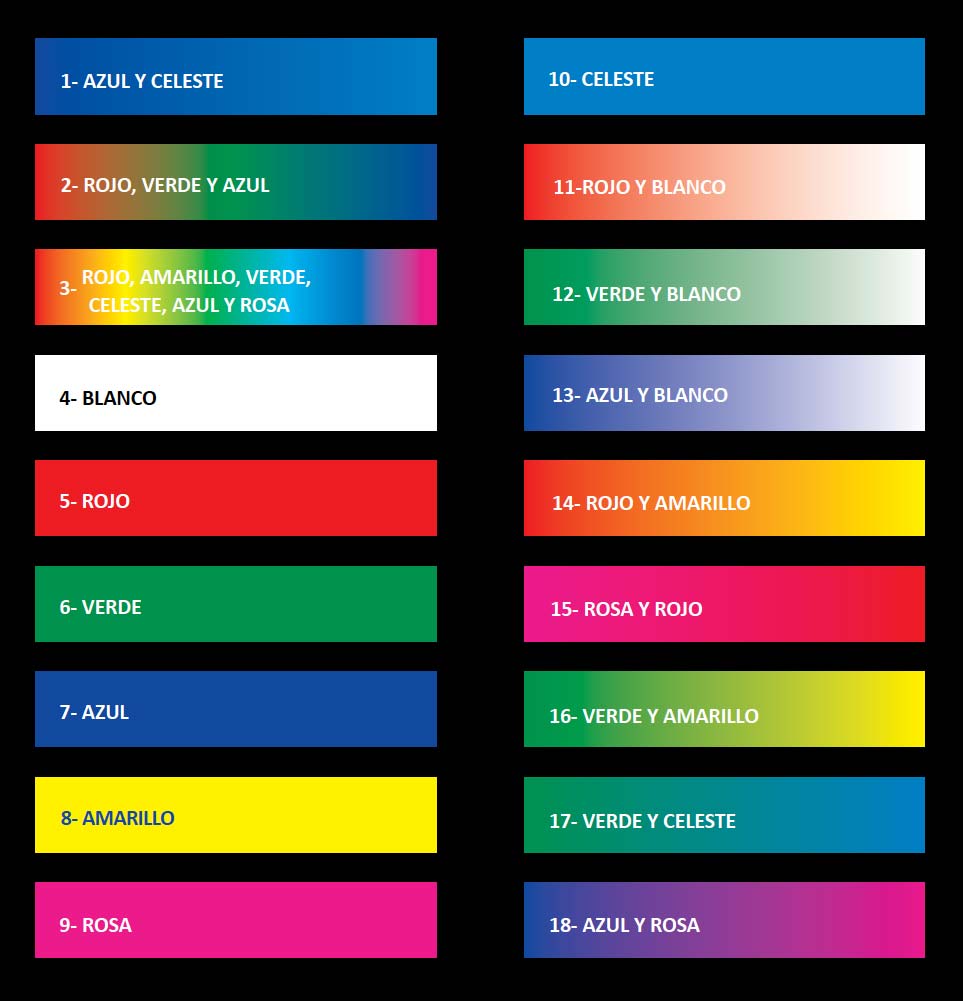 1- AZUL Y CELESTE
2- ROJO, VERDE Y AZUL
3- ROJO, AMARILLO, VERDE,
CELESTE, AZUL Y ROSA
4- BLANCO
5- ROJO
6- VERDE
7- AZUL
8- AMARILLO
9- ROSA
10- CELESTE
11-ROJO Y BLANCO
12- VERDE Y BLANCO
13- AZUL Y BLANCO
14- ROJO Y AMARILLO
15- ROSA Y ROJO
16- VERDE Y AMARILLO
17- VERDE Y CELESTE
18- AZUL Y ROSA